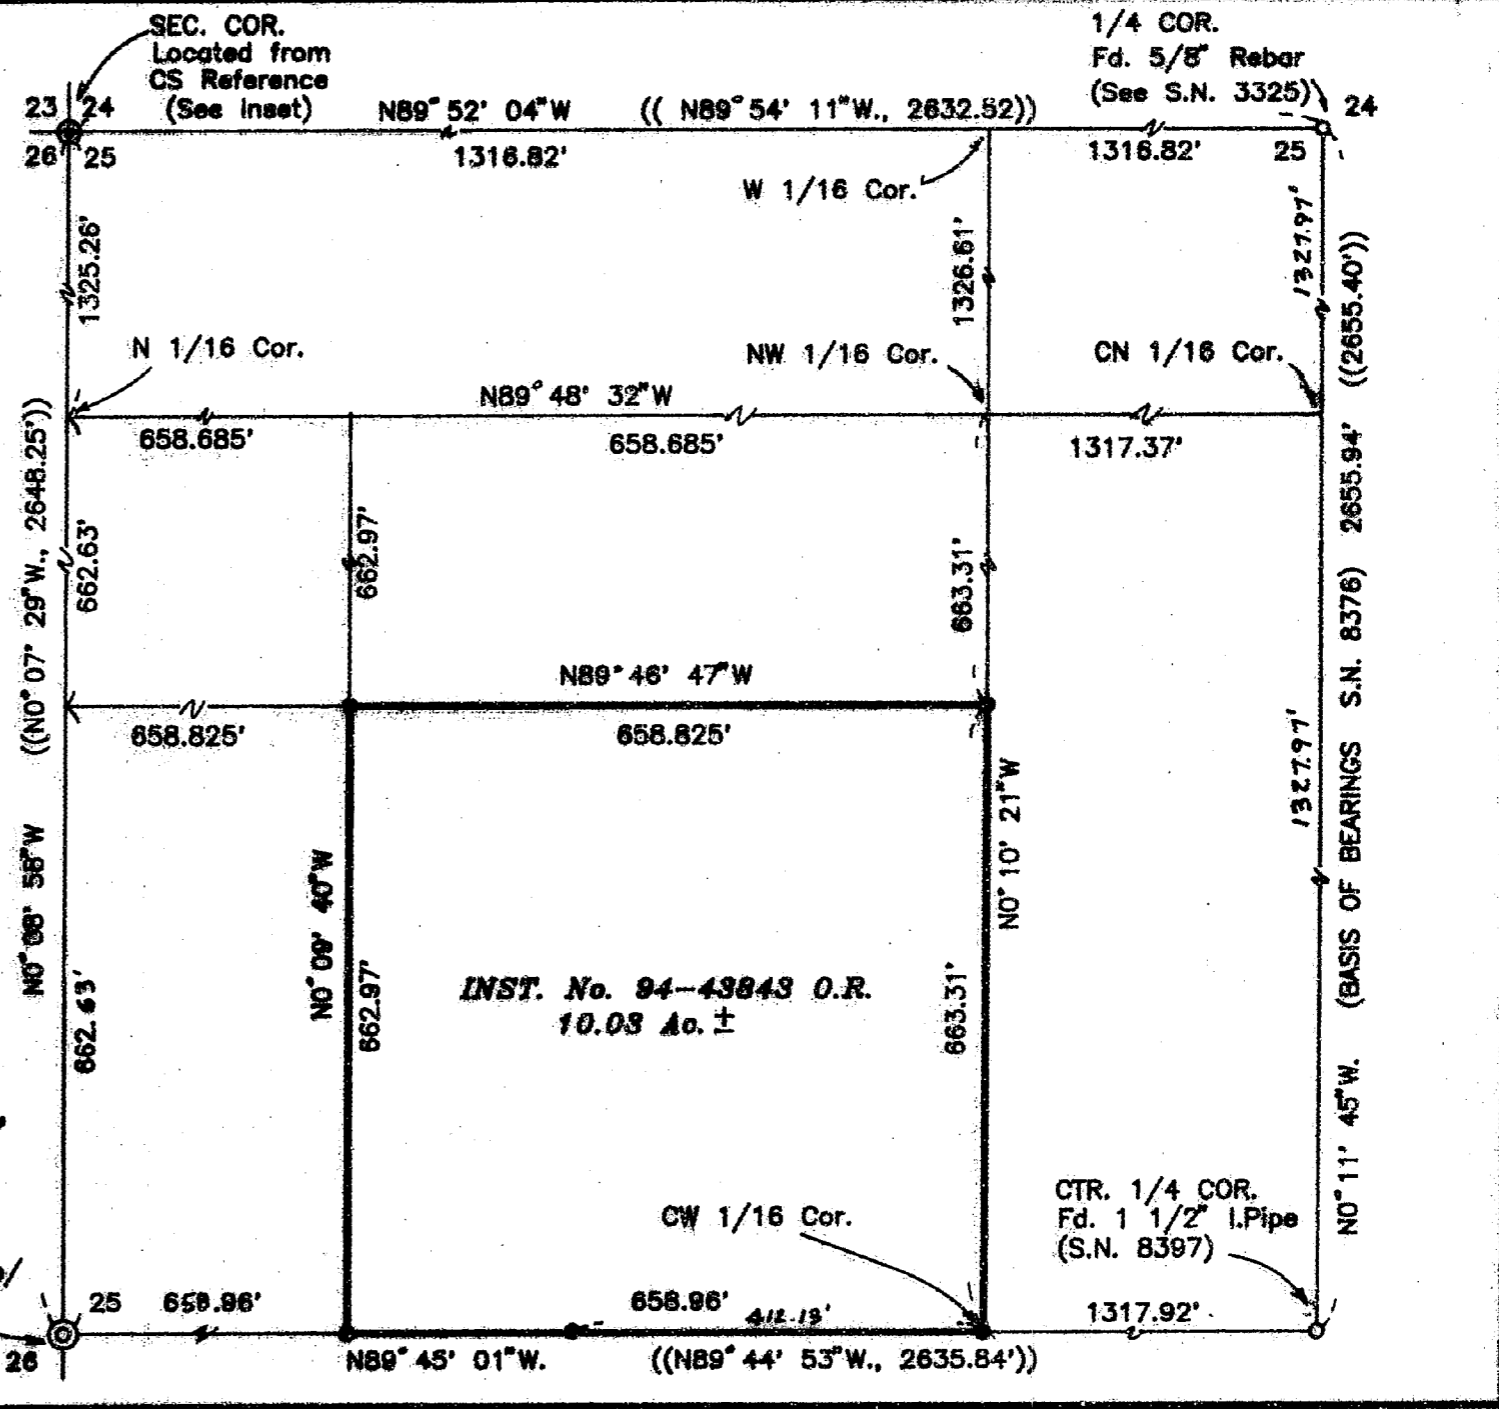 SEC. COR.
Located from
CS Reference
(See Inset)
1/4 COR.
Fd. 5/8" Rebar
(See S.N. 3325)
23 24
26 25
N89° 52' 04"W
(( N89° 54' 11"W., 2632.52))
24
25
1316.82'
1316.82'
W 1/16 Cor.
1325.26'
1326.61'
1327.97'
((2655.40'))
N 1/16 Cor.
NW 1/16 Cor.
CN 1/16 Cor.
N89° 48' 32"W
658.685'
658.685'
1317.37'
((N0° 07' 29"W., 2648.25'))
662.63'
662.97'
663.31'
2655.94'
S.N. 8376)
N89° 46' 47"W
658.825'
658.825'
N0° 10' 21"W
1327.97'
(BASIS OF BEARINGS
N0° 08' 58"W
N0° 09' 40"W
662.63'
662.97'
INST. No. 94-43843 O.R.
10.03 Ac. ±
663.31'
N0° 11' 45"W.
CW 1/16 Cor.
CTR. 1/4 COR.
Fd. 1 1/2" I.Pipe
(S.N. 8397)
25
26
658.96'
658.96'
412.13'
1317.92'
N89° 45' 01"W.
((N89° 44' 53"W., 2635.84'))